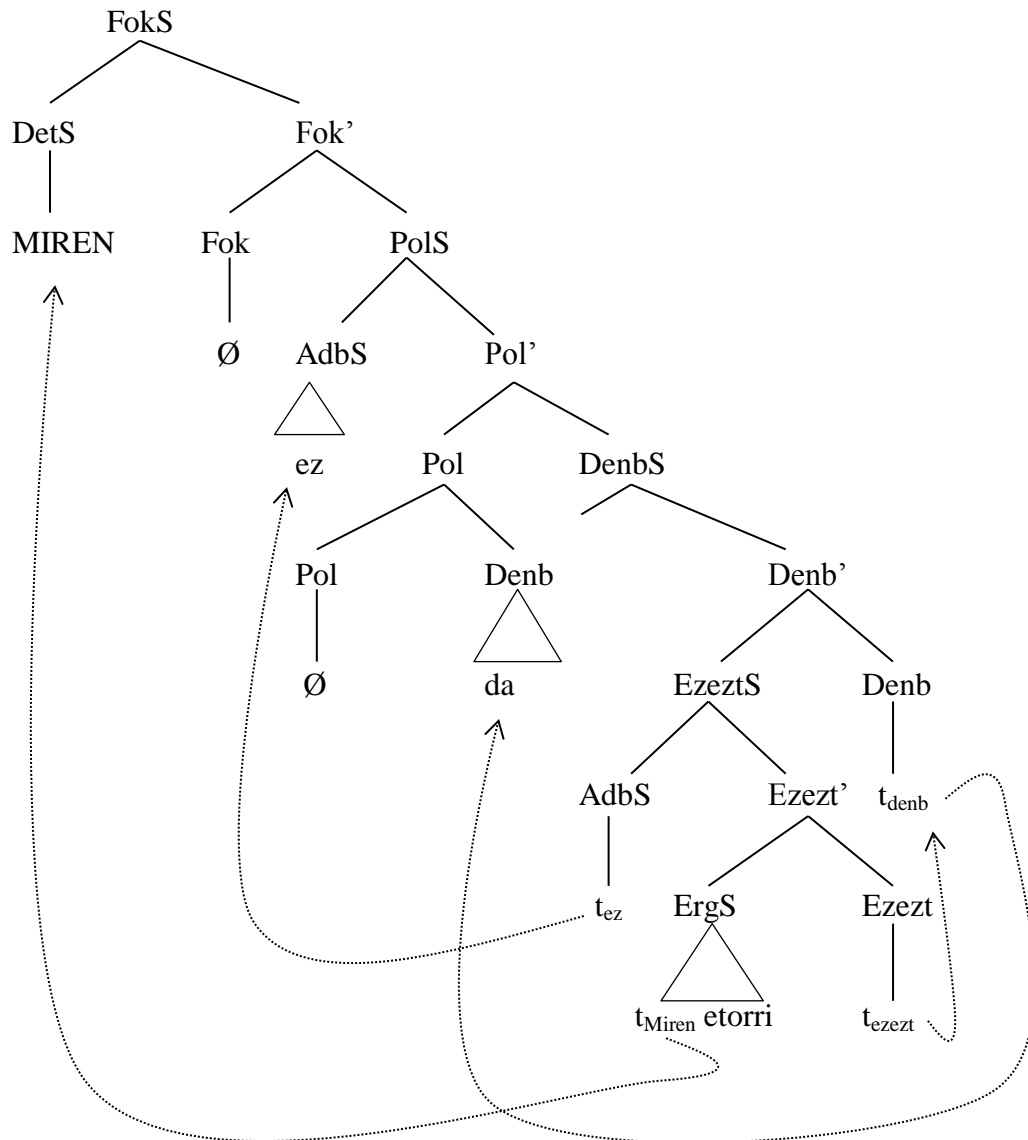 FokS
DetS Fok’
MIREN Fok PolS
Ø AdbS Pol’
ez Pol DenbS
Pol Denb Denb’
Ø da EzeztS Denb
AdbS Ezezt’ tdenb
tez ErgS Ezezt
tMiren etorri tezezt